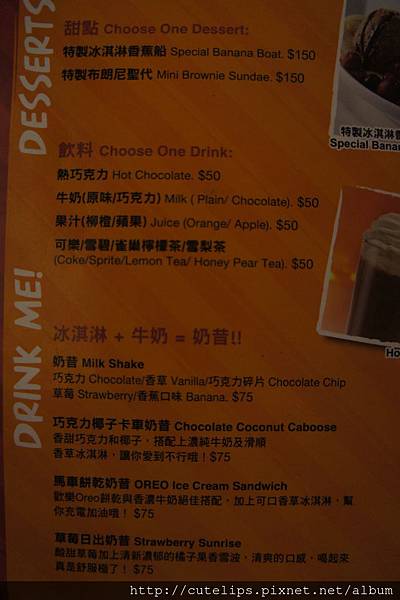 DESSERTS
甜點 Choose One Dessert:
特製冰淇淋香蕉船 Special Banana Boat. $150
特製布朗尼聖代 Mini Brownie Sundae. $150
特製冰淇淋香
Special Banan
飲料 Choose One Drink:
熱巧克力 Hot Chocolate. $50
牛奶(原味/巧克力) Milk ( Plain/ Chocolate). $50
果汁(柳橙/蘋果) Juice (Orange/ Apple). $50
可樂/雪碧/雀巢檸檬茶/雪梨茶
(Coke/Sprite/Lemon Tea/ Honey Pear Tea). $50
Ho
DRINK ME!
冰淇淋 + 牛奶 = 奶昔!!
奶昔 Milk Shake
巧克力 Chocolate/香草 Vanilla/巧克力碎片 Chocolate Chip
草莓 Strawberry/香蕉口味 Banana. $75
巧克力椰子卡車奶昔 Chocolate Coconut Caboose
香甜巧克力和椰子，搭配上濃純牛奶及滑順
香草冰淇淋，讓你愛到不行哦！$75
馬車餅乾奶昔 OREO Ice Cream Sandwich
歡樂Oreo餅乾與香濃牛奶絕佳搭配，加上可口香草冰淇淋，幫
你充電加油哦！ $75
草莓日出奶昔 Strawberry Sunrise
酸甜草莓加上清新濃郁的橘子果香雪波，清爽的口感，喝起來
真是舒服極了！ $75
http://cutelips.pixnet.net/album